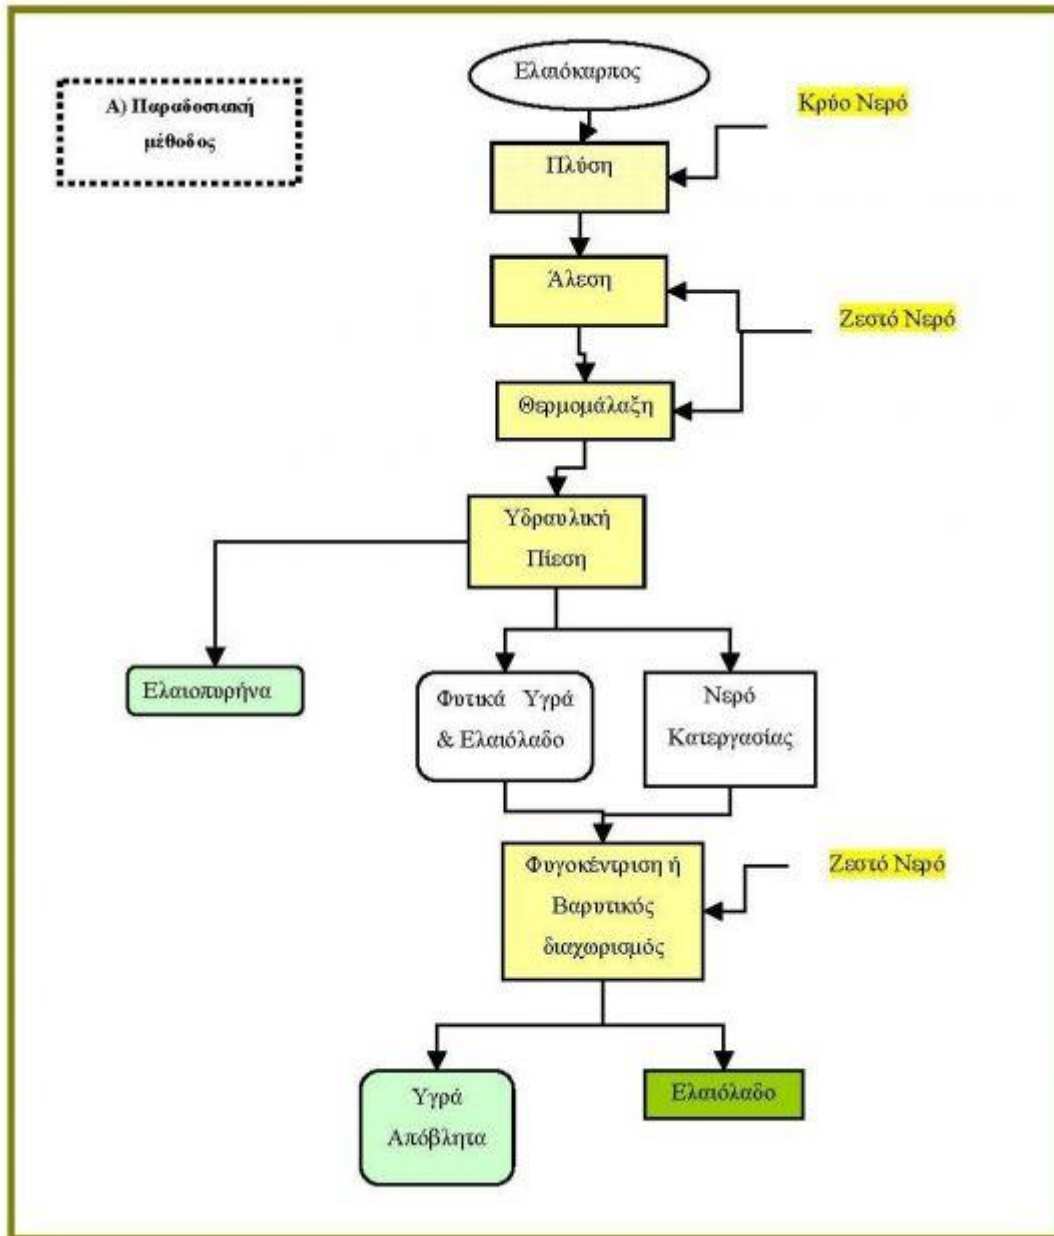 Α) Παραδοσιακή
μέθοδος
Ελαιόκαρπος
Κρύο Νερό
Πλύση
Άλεση
Ζεστό Νερό
Θερμομάλαξη
Υδραυλική
Πίεση
Ελαιοπυρήνα
Φυτικά Υγρά
& Ελαιόλαδο
Νερό
Κατεργασίας
Φυγοκέντριση ή
Βαρυτικός
διαχωρισμός
Ζεστό Νερό
Υγρά
Απόβλητα
Ελαιόλαδο